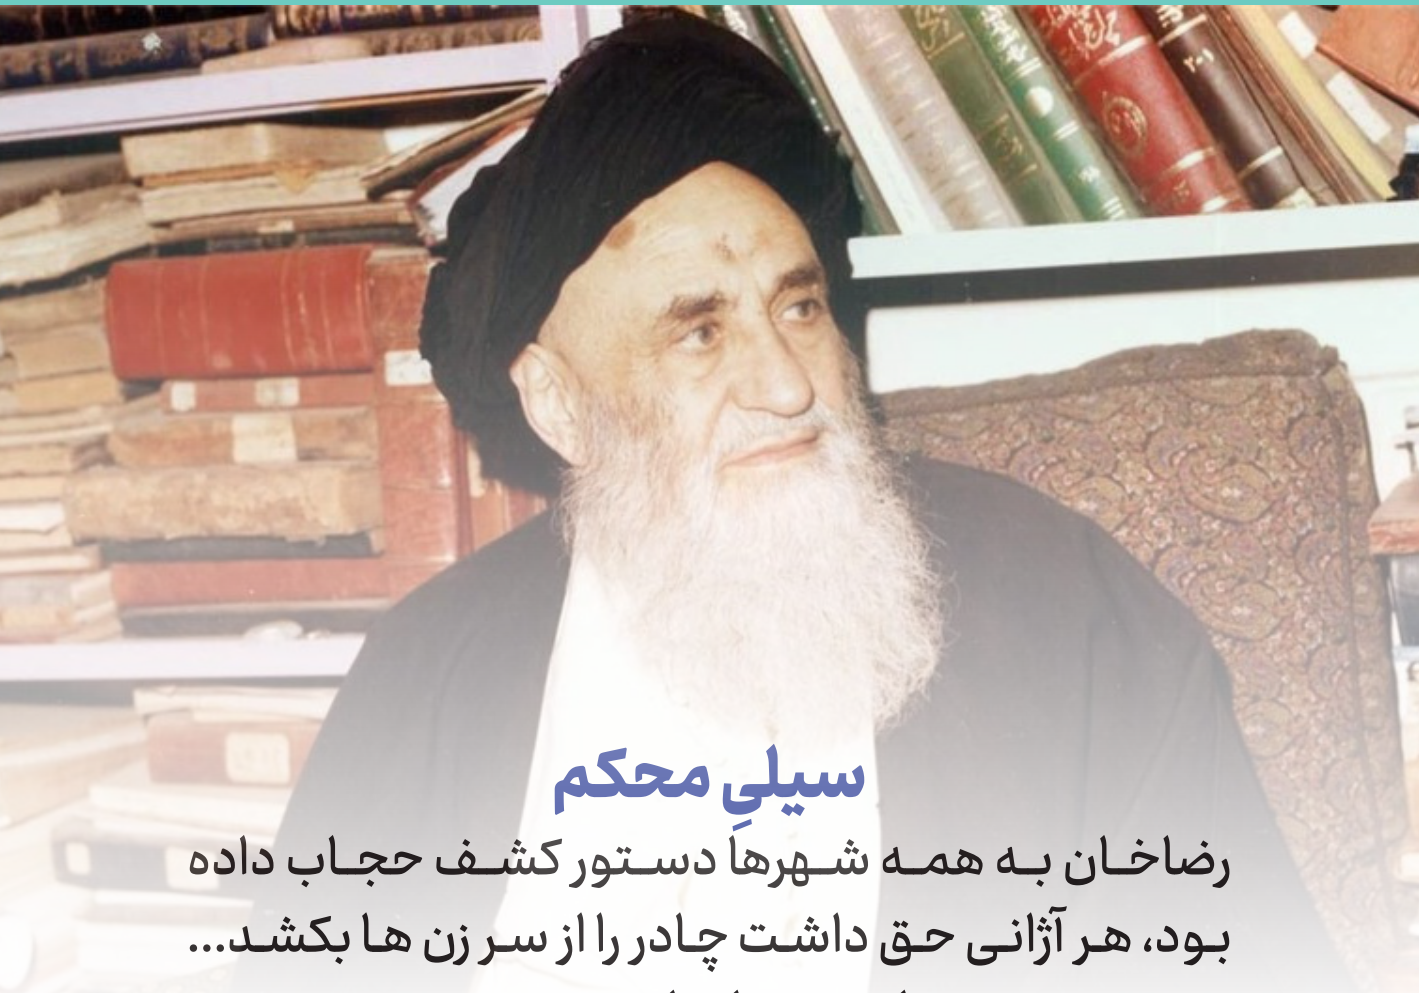 سیلیِ محکم
رضاخان به همه شهرها دستور کشف حجاب داده
بود، هر آژانی حق داشت چادر را از سر زن ها بکشد...